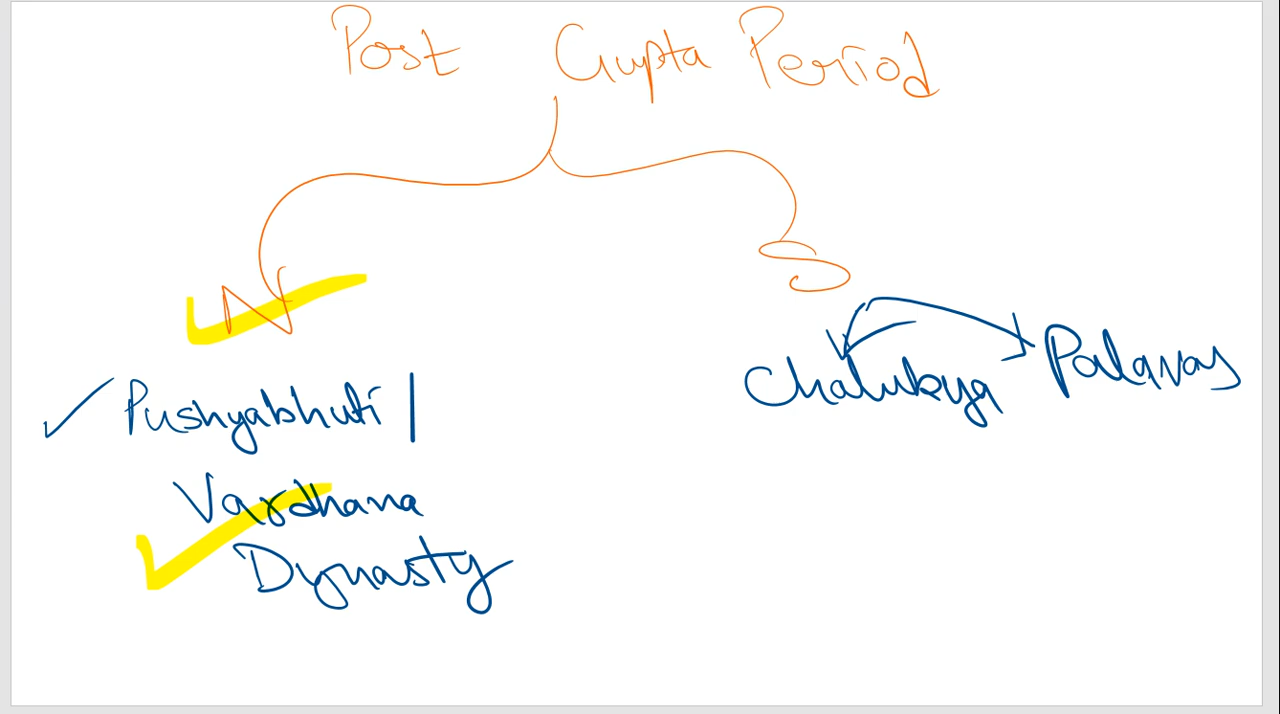 Post Gupta Period
N
S
Pushyabhuti |
Vardhana
Dynasty
Chalukya
Palavas